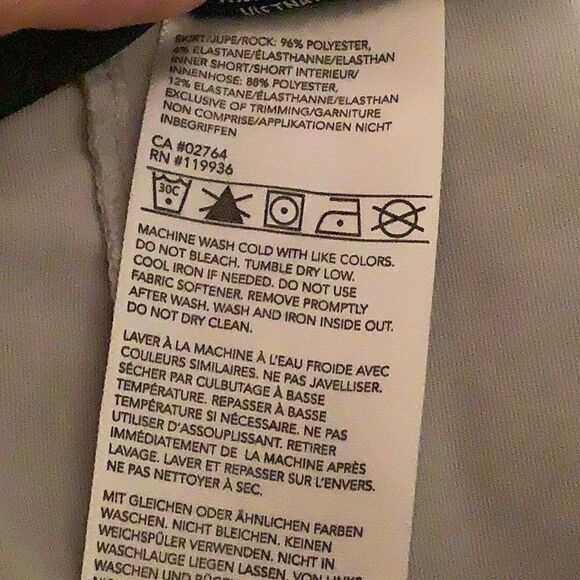 VIETNAM
SKIRT/JUPE/ROCK: 96% POLYESTER,
4% ELASTANE/ÉLASTHANNE/ELASTHAN
INNER SHORT/SHORT INTERIEUR/
INNENHOSE: 88% POLYESTER,
12% ELASTANE/ÉLASTHANNE/ELASTHAN
EXCLUSIVE OF TRIMMING/GARNITURE
NON COMPRISE/APPLIKATIONEN NICHT
INBEGRIFFEN
CA #02764
RN #119936
30C
MACHINE WASH COLD WITH LIKE COLORS.
DO NOT BLEACH. TUMBLE DRY LOW.
COOL IRON IF NEEDED. DO NOT USE
FABRIC SOFTENER. REMOVE PROMPTLY
AFTER WASH. WASH AND IRON INSIDE OUT.
DO NOT DRY CLEAN.
LAVER À LA MACHINE À L'EAU FROIDE AVEC
COULEURS SIMILAIRES. NE PAS JAVELLISER.
SÉCHER PAR CULBUTAGE À BASSE
TEMPÉRATURE. REPASSER À BASSE
TEMPÉRATURE SI NÉCESSAIRE. NE PAS
UTILISER D'ASSOUPLISSANT. RETIRER
IMMÉDIATEMENT DE LA MACHINE APRÈS
LAVAGE. LAVER ET REPASSER SUR L'ENVERS.
NE PAS NETTOYER À SEC.
MIT GLEICHEN ODER ÄHNLICHEN FARBEN
WASCHEN. NICHT BLEICHEN. KEINEN
WEICHSPÜLER VERWENDEN. NICHT IN
WASCHLAUGE LIEGEN LASSEN. VON LINKS
WASCHEN UND